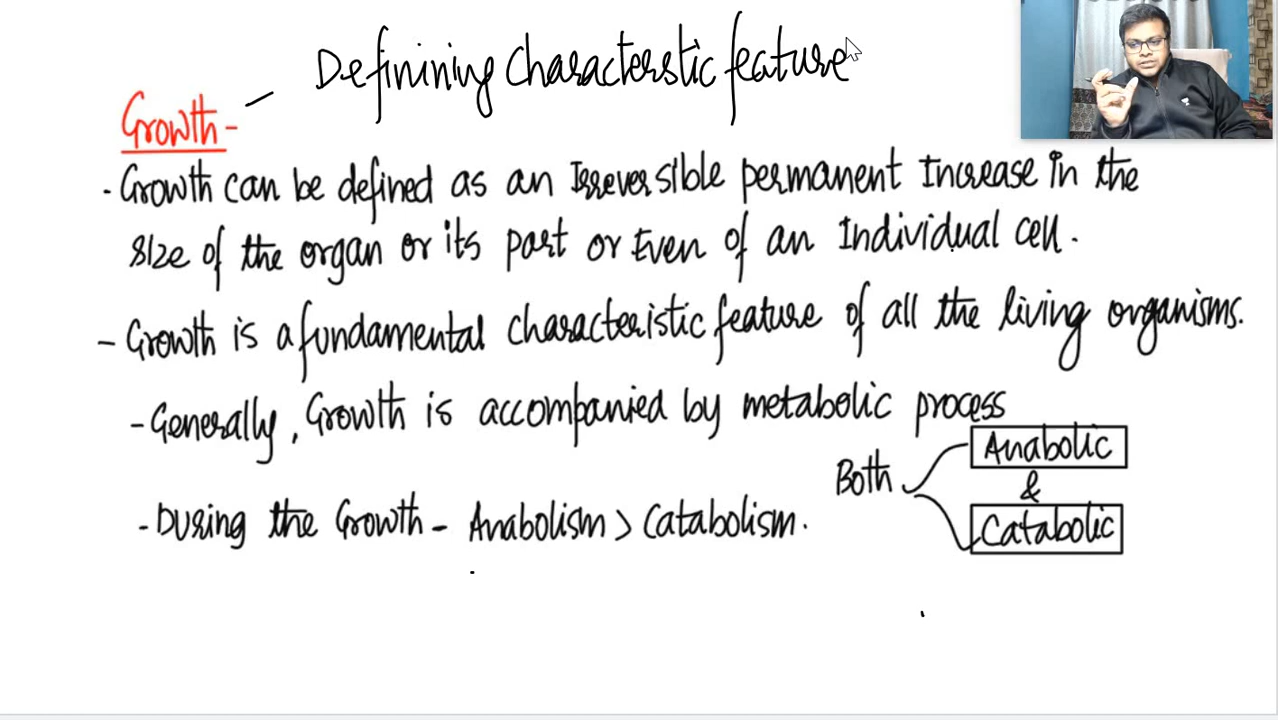 Definining Characterstic feature
Growth-
· Growth can be defined as an Irreversible permanent Increase in the
size of the organ or its part or Even of an Individual cell.
- Growth is a fundamental characteristic feature of all the living organisms.
- Generally, Growth is accompanied by metabolic process
Both
Anabolic
&
Catabolic
- During the Growth - Anabolism > Catabolism.